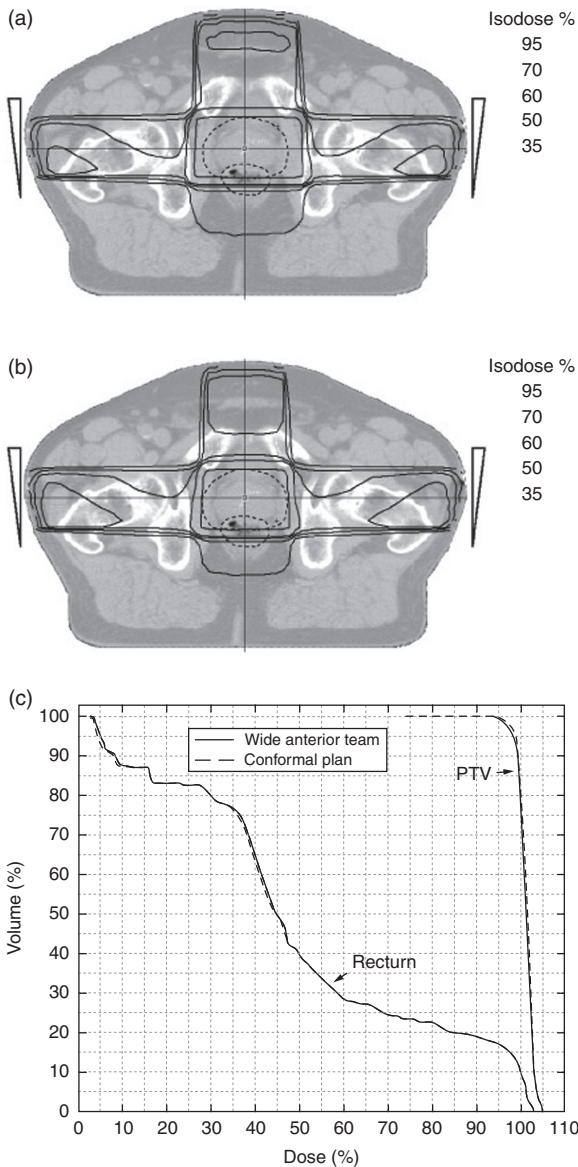 (a)
Isodose %
95
70
60
50
35
(b)
Isodose %
95
70
60
50
35
(c)
100
90
80
70
60
50
40
30
20
10
0
Volume (%)
Wide anterior team
Conformal plan
PTV
Recturn
0 10 20 30 40 50 60 70 80 90 100 110
Dose (%)